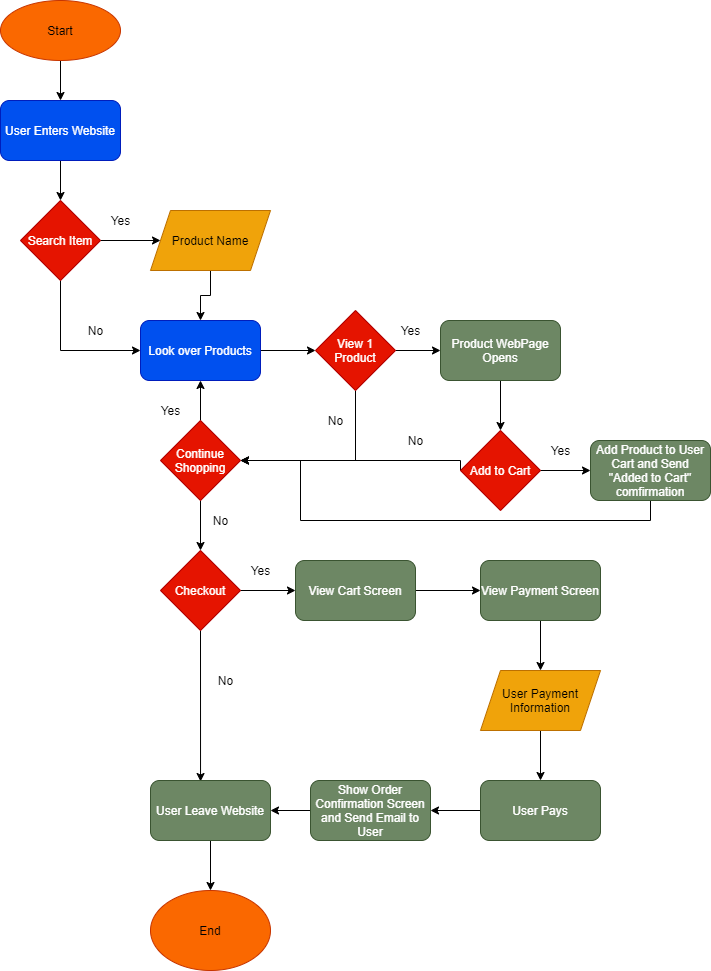 Start
User Enters Website
Yes
Search Item
Product Name
No
Look over Products
View 1
Product
Yes
Product WebPage
Opens
Yes
No
No
Continue
Shopping
Add to Cart
Yes
Add Product to User
Cart and Send
"Added to Cart"
comfirmation
No
Checkout
Yes
View Cart Screen
View Payment Screen
No
User Payment
Information
User Leave Website
Show Order
Confirmation Screen
and Send Email to
User
User Pays
End